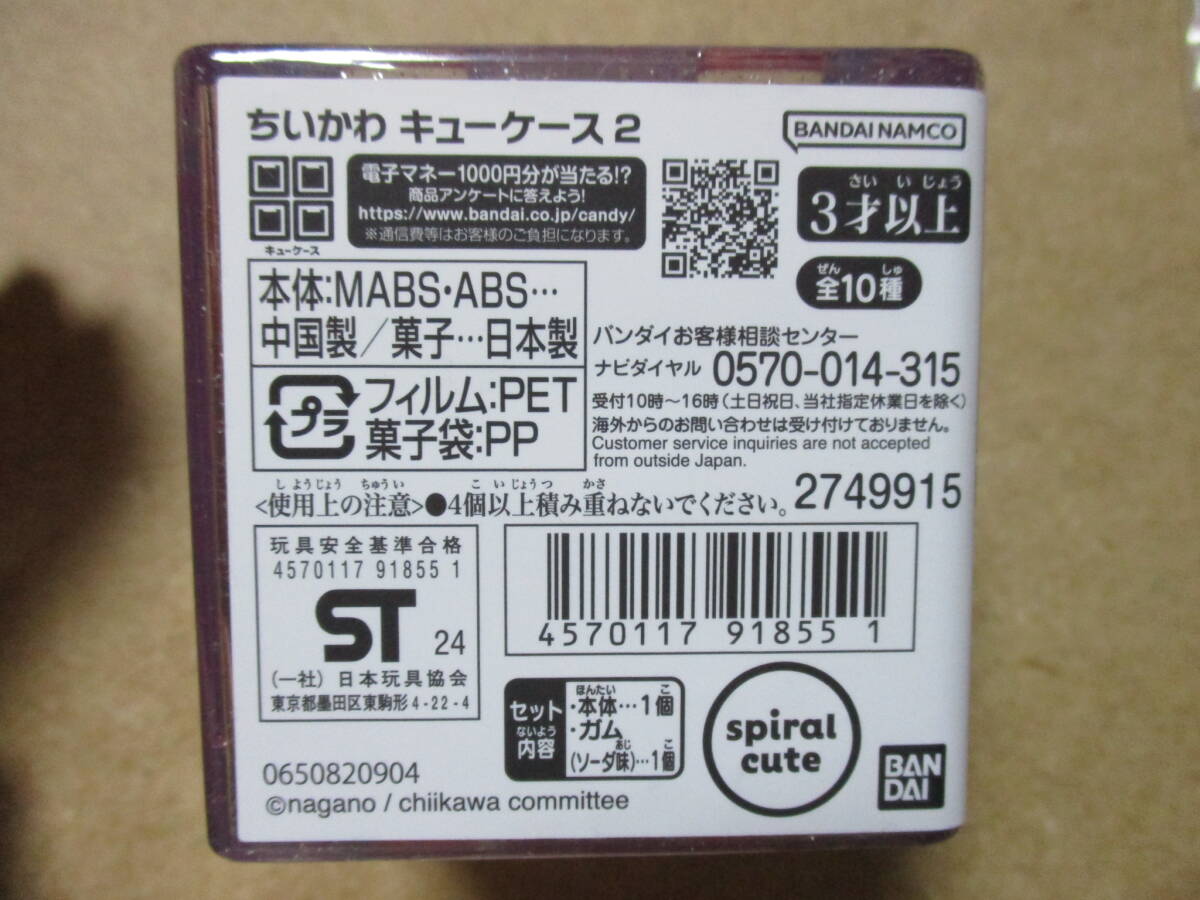 ちいかわ キューケース2
BANDAI NAMCO
キューケース
電子マネー1000円分が当たる!?
商品アンケートに答えよう!
https://www.bandai.co.jp/candy/
※通信費等はお客様のご負担になります。
さい い じょう
3才以上
ぜん しゅ
全10種
本体:MABS・ABS…
中国製/菓子…日本製
プラ
フィルム:PET
菓子袋:PP
バンダイお客様相談センター
ナビダイヤル 0570-014-315
受付10時〜16時(土日祝日、当社指定休業日を除く)
海外からのお問い合わせは受け付けておりません。
Customer service inquiries are not accepted
from outside Japan.
しようじょう ちゅうい こ い じょう つ かさ
<使用上の注意>●4個以上積み重ねないでください。
2749915
玩具安全基準合格
4570117 91855 1
ST 24
(一社) 日本玩具協会
東京都墨田区東駒形4-22-4
4570117 91855 1
セット
ないよう
内容
ほんたい こ
・本体…1個
・ガム
あじ こ
(ソーダ味)…1個
spiral
cute
BAN
DAI
0650820904
©nagano / chiikawa committee